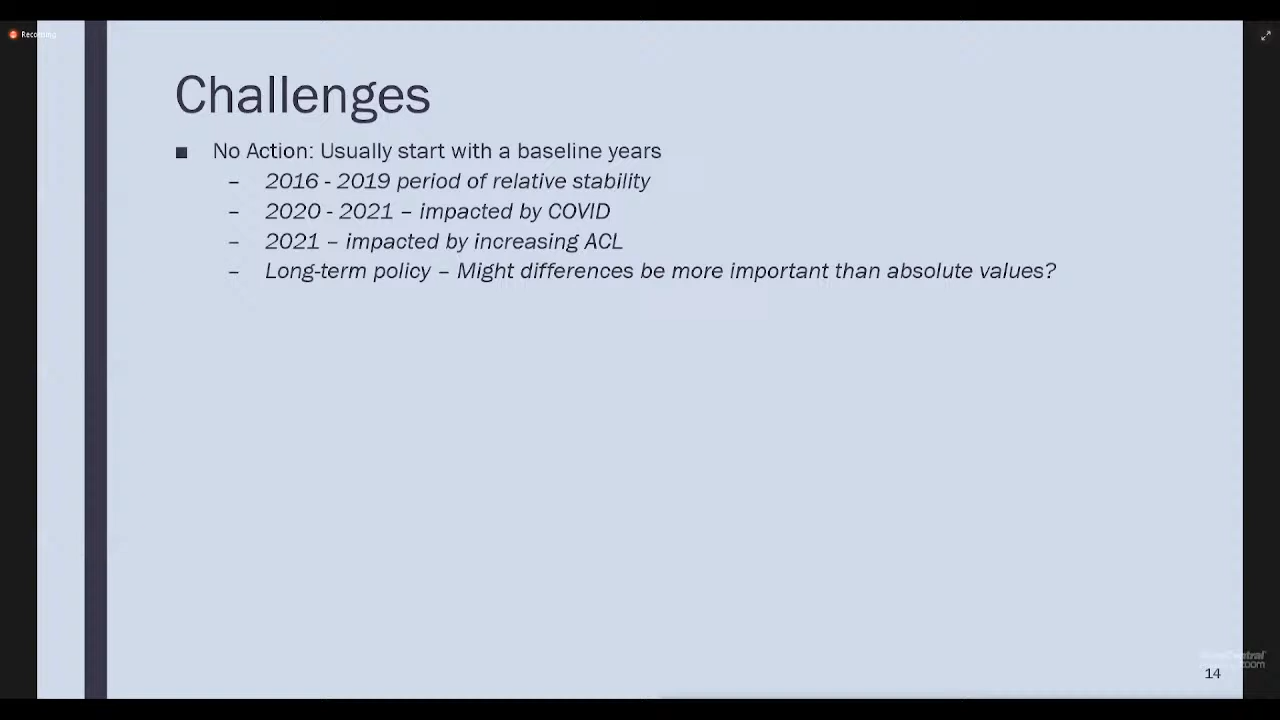 Recording
Challenges
■ No Action: Usually start with a baseline years
– 2016 - 2019 period of relative stability
– 2020 - 2021 – impacted by COVID
– 2021 – impacted by increasing ACL
– Long-term policy – Might differences be more important than absolute values?
zoom
14